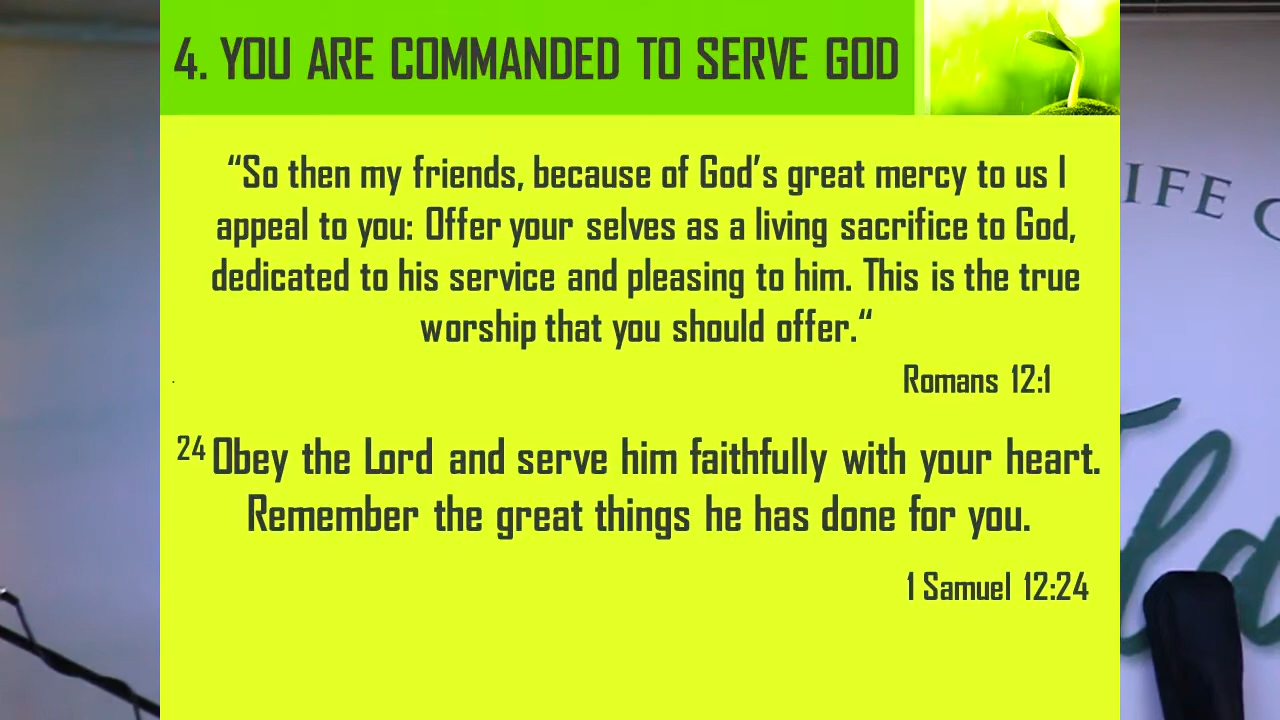 4. YOU ARE COMMANDED TO SERVE GOD
“So then my friends, because of God’s great mercy to us I
appeal to you: Offer your selves as a living sacrifice to God,
dedicated to his service and pleasing to him. This is the true
worship that you should offer.“
Romans 12:1
24 Obey the Lord and serve him faithfully with your heart.
Remember the great things he has done for you.
1 Samuel 12:24